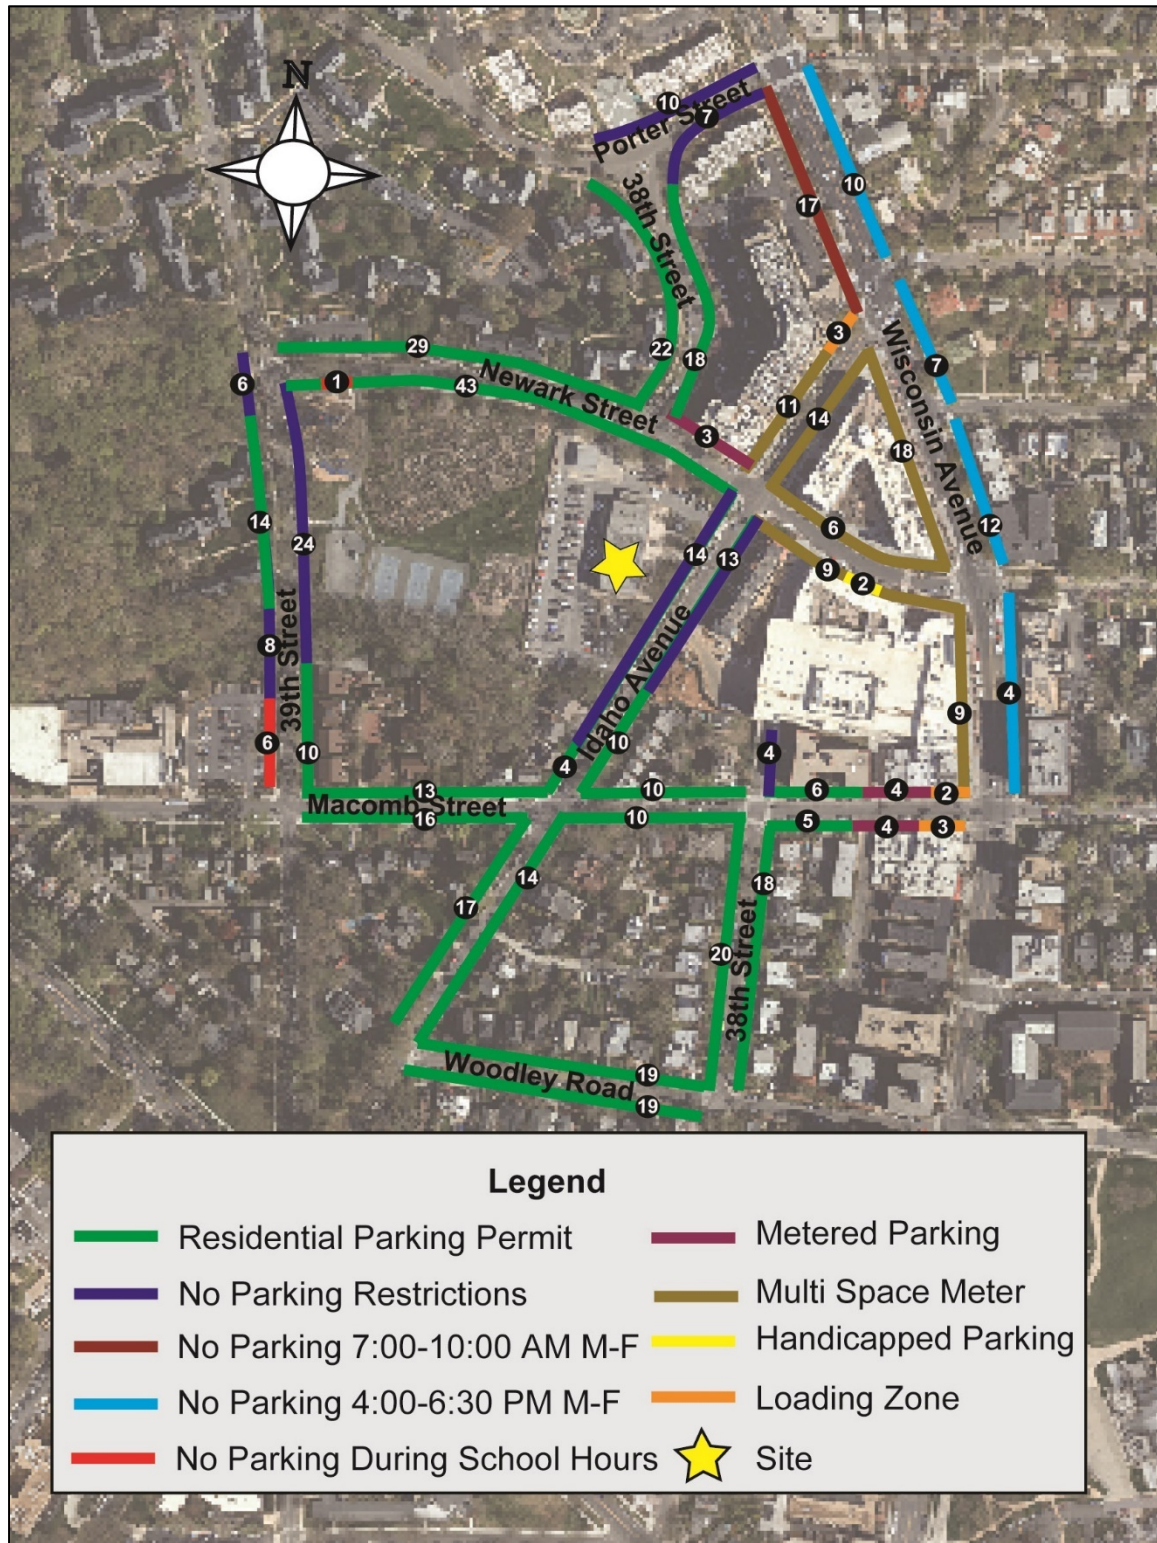 N
10
Porter Street
7
10
38th Street
17
3
Wisconsin Avenue
29
22
18
7
6
1
43
Newark Street
3
11
14
18
14
24
14
13
6
12
9
2
39th Street
8
Idaho Avenue
4
9
6
10
4
10
4
13
10
6
4
2
Macomb Street
16
10
5
4
3
17
14
18
20
38th Street
Woodley Road
19
19
Legend
Residential Parking Permit
No Parking Restrictions
No Parking 7:00-10:00 AM M-F
No Parking 4:00-6:30 PM M-F
No Parking During School Hours
Metered Parking
Multi Space Meter
Handicapped Parking
Loading Zone
Site